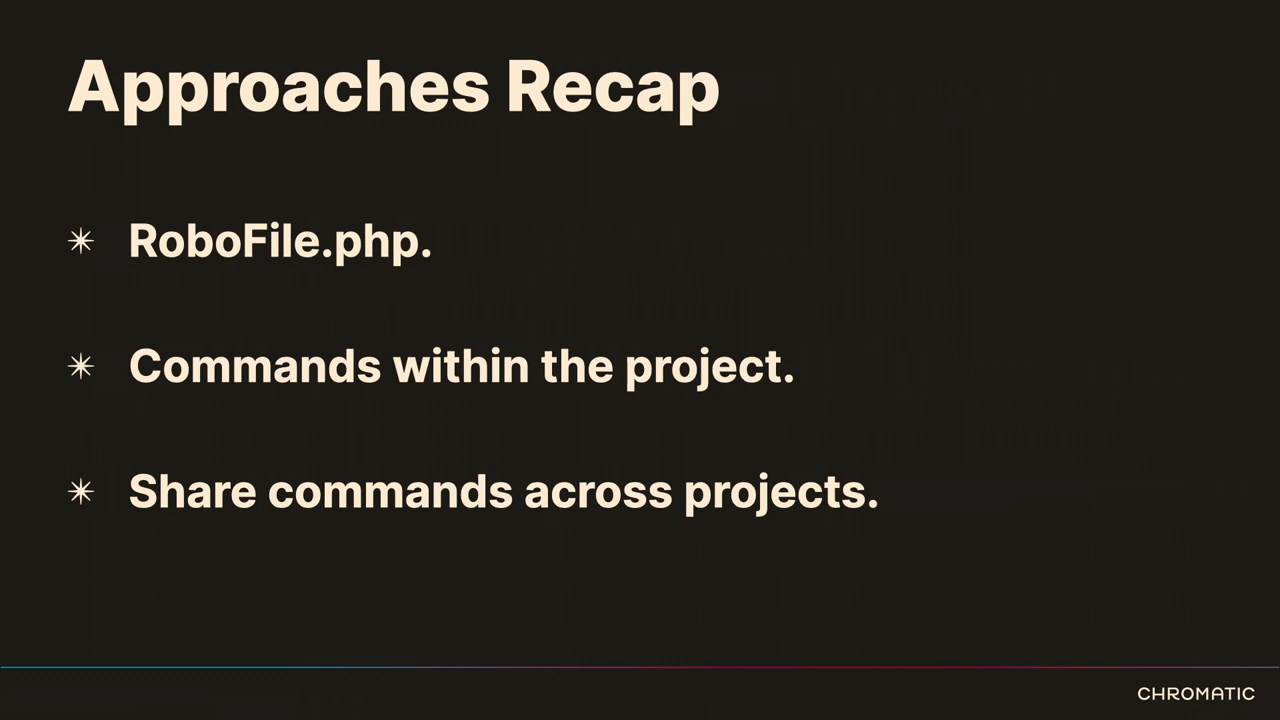 Approaches Recap
RoboFile.php.
Commands within the project.
Share commands across projects.
CHROMATIC